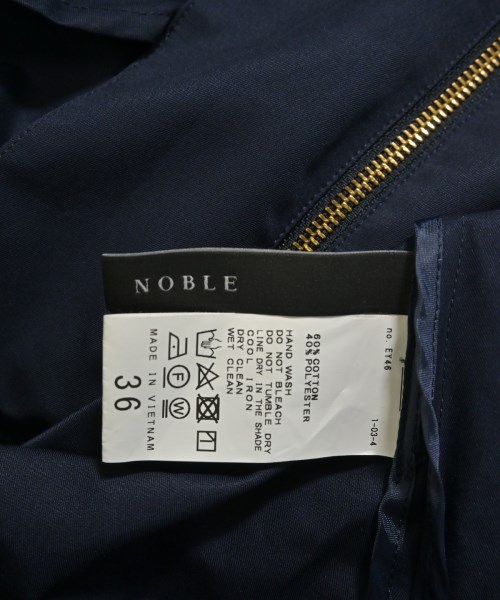 NOBLE
no. EY46
1-03-4
60% COTTON
40% POLYESTER
HAND WASH
DO NOT BLEACH
DO NOT TUMBLE DRY
LINE DRY IN THE SHADE
COOL IRON
DRY CLEAN
WET CLEAN
F
W
MADE IN VIETNAM
36